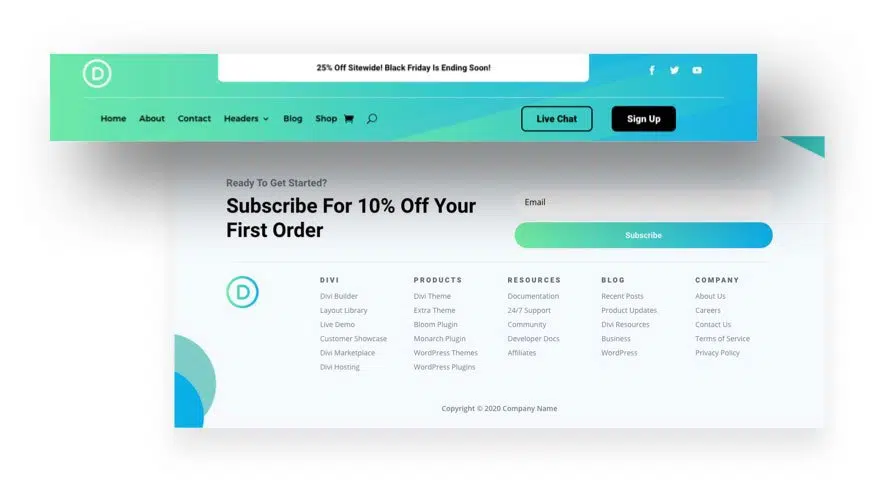 D
25% Off Sitewide! Black Friday Is Ending Soon!
Home About Contact Headers Blog Shop
Live Chat
Sign Up
Ready To Get Started?
Subscribe For 10% Off Your
First Order
Email
Subscribe
D
DIVI
Divi Builder
Layout Library
Live Demo
Customer Showcase
Divi Marketplace
Divi Hosting
PRODUCTS
Divi Theme
Extra Theme
Bloom Plugin
Monarch Plugin
WordPress Themes
WordPress Plugins
RESOURCES
Documentation
24/7 Support
Community
Developer Docs
Affiliates
BLOG
Recent Posts
Product Updates
Divi Resources
Business
WordPress
COMPANY
About Us
Careers
Contact Us
Terms of Service
Privacy Policy
Copyright © 2020 Company Name